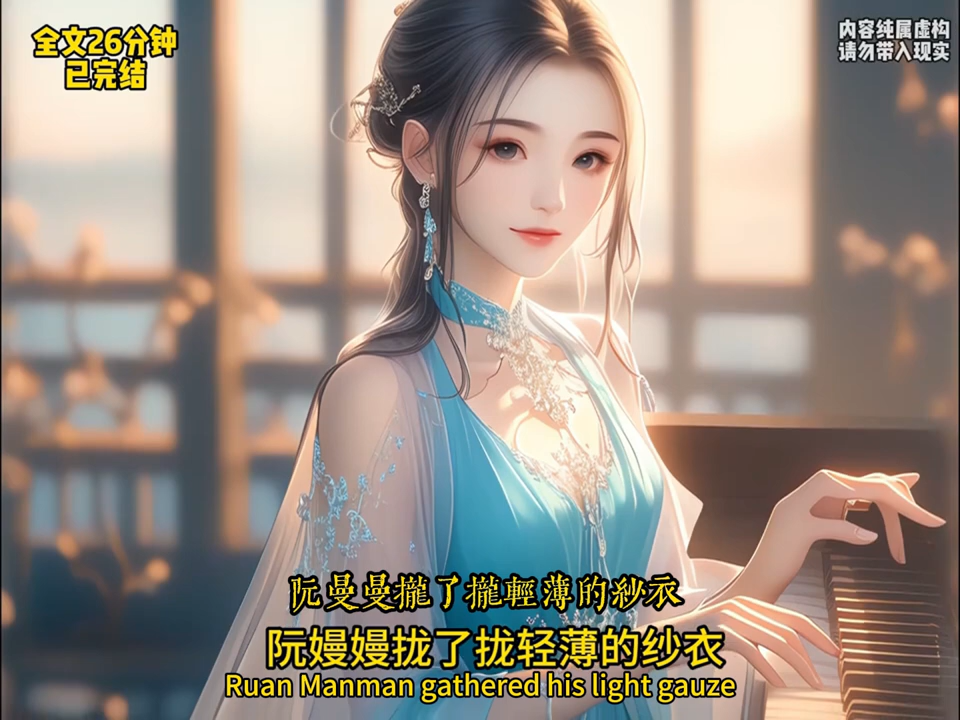 全文26分钟
已完结
内容纯属虚构
请勿带入现实
阮曼曼攏了攏輕薄的紗衣
阮嫚嫚拢了拢轻薄的纱衣
Ruan Manman gathered his light gauze